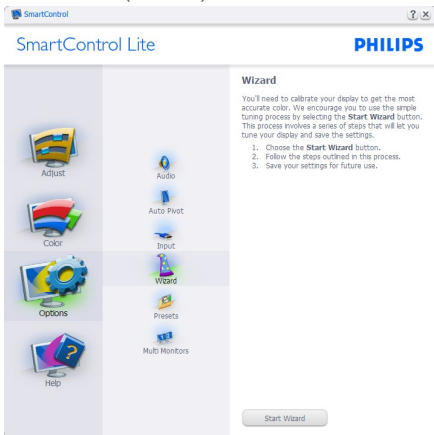 SmartControl
SmartControl Lite
PHILIPS
Adjust
Color
Options
Help
Audio
Auto Pivot
Input
Wizard
Presets
Multi Monitors
Wizard
You'll need to calibrate your display to get the most
accurate color. We encourage you to use the simple
tuning process by selecting the Start Wizard button.
This process involves a series of steps that will let you
tune your display and save the settings.
1. Choose the Start Wizard button.
2. Follow the steps outlined in this process.
3. Save your settings for future use.
Start Wizard